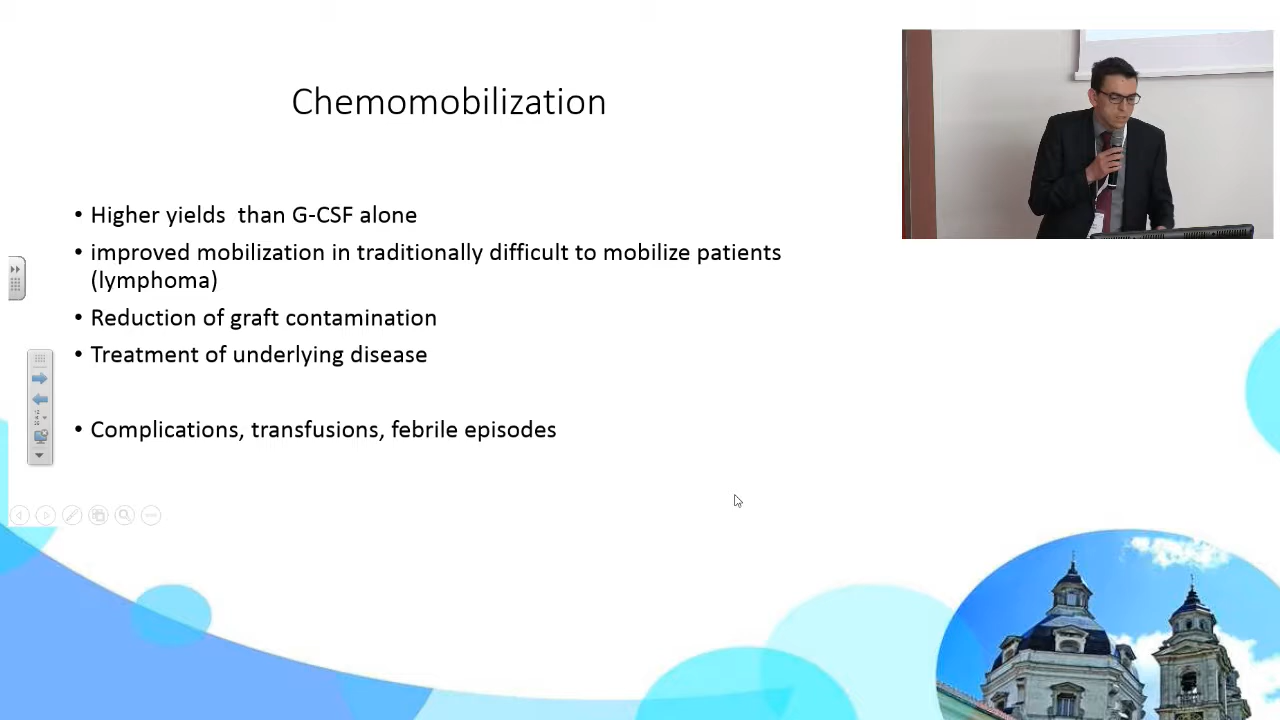 Chemomobilization
• Higher yields  than G-CSF alone
• improved mobilization in traditionally difficult to mobilize patients
(lymphoma)
• Reduction of graft contamination
• Treatment of underlying disease
• Complications, transfusions, febrile episodes